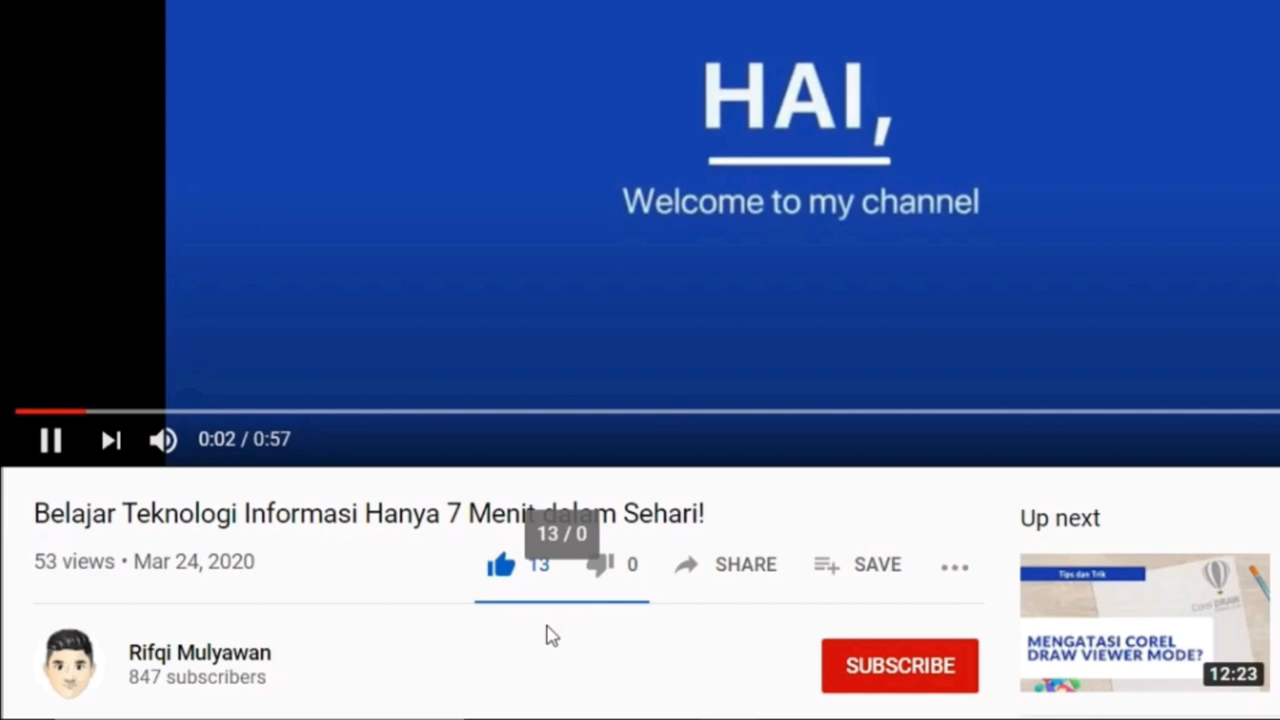 HAI,
Welcome to my channel
0:02 / 0:57
Belajar Teknologi Informasi Hanya 7 Menit dalam Sehari!
13 / 0
53 views • Mar 24, 2020
13
0
SHARE
SAVE
Rifqi Mulyawan
847 subscribers
SUBSCRIBE
Up next
Tips dan Trik
Corel DRAW
MENGATASI COREL
DRAW VIEWER MODE?
12:23